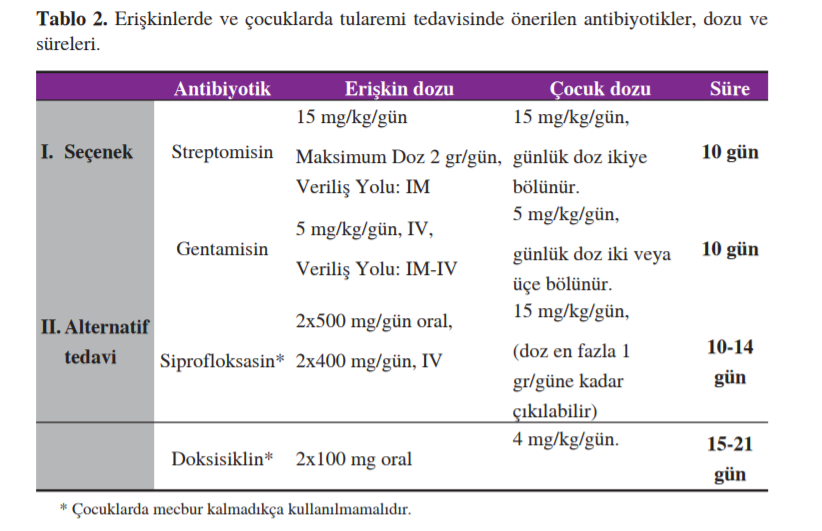 Tablo 2. Erişkinlerde ve çocuklarda tularemi tedavisinde önerilen antibiyotikler, dozu ve
süreleri.
Antibiyotik Erişkin dozu Çocuk dozu Süre
I. Seçenek
Streptomisin
15 mg/kg/gün
Maksimum Doz 2 gr/gün,
Veriliş Yolu: IM
15 mg/kg/gün,
günlük doz ikiye
bölünür.
10 gün
Gentamisin
5 mg/kg/gün, IV,
Veriliş Yolu: IM-IV
5 mg/kg/gün,
günlük doz iki veya
üçe bölünür.
10 gün
II. Alternatif
tedavi
Siprofloksasin*
2x500 mg/gün oral,
2x400 mg/gün, IV
15 mg/kg/gün,
(doz en fazla 1
gr/güne kadar
çıkılabilir)
10-14
gün
Doksisiklin*
2x100 mg oral
4 mg/kg/gün.
15-21
gün
* Çocuklarda mecbur kalmadıkça kullanılmamalıdır.